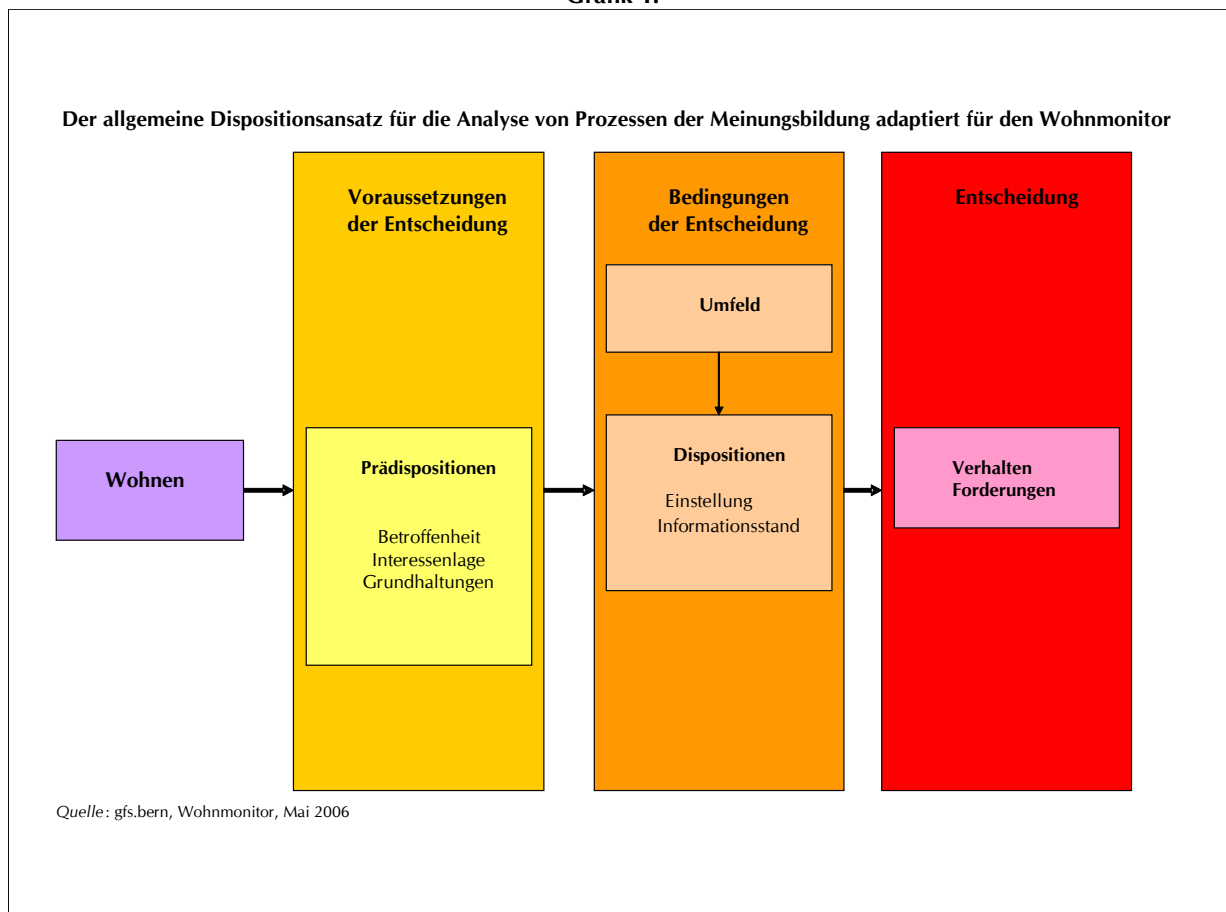 Der allgemeine Dispositionsansatz für die Analyse von Prozessen der Meinungsbildung adaptiert für den Wohnmonitor
Voraussetzungen
der Entscheidung
Bedingungen
der Entscheidung
Entscheidung
Umfeld
Wohnen
Prädispositionen
Betroffenheit
Interessenlage
Grundhaltungen
Dispositionen
Einstellung
Informationsstand
Verhalten
Forderungen
Quelle: gfs.bern, Wohnmonitor, Mai 2006